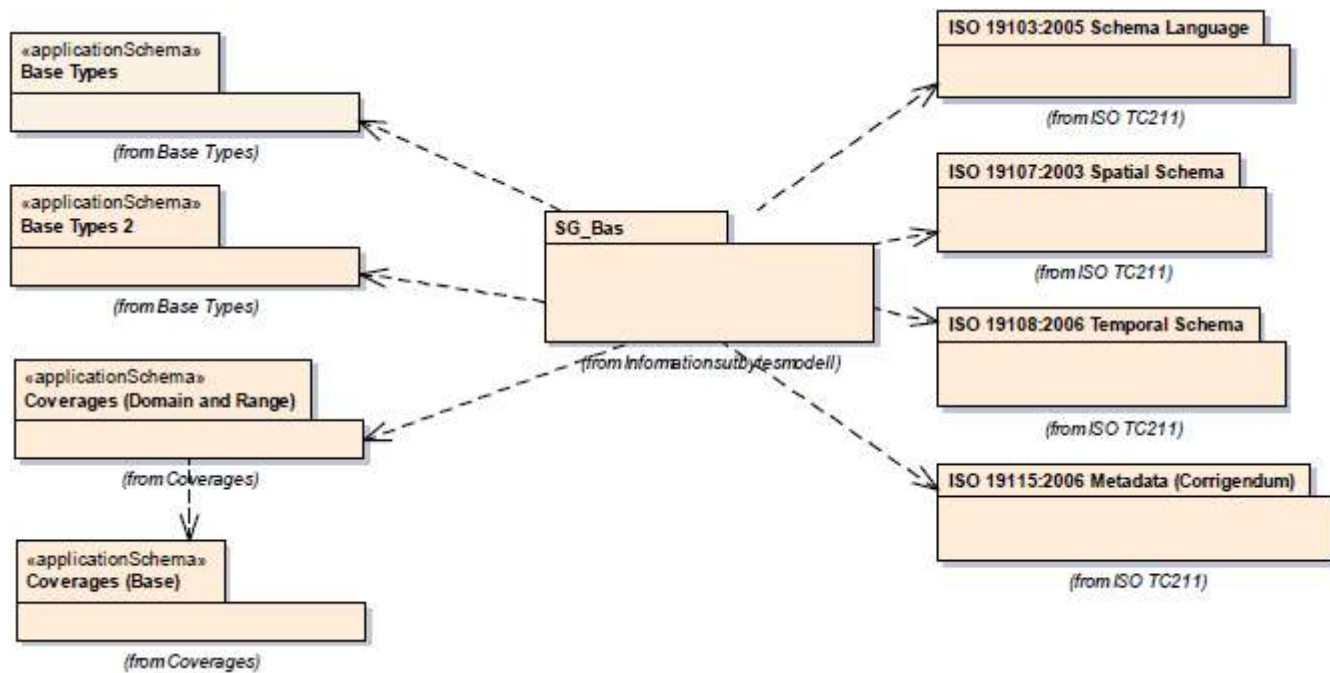 «applicationSchema»
Base Types
(from Base Types)
«applicationSchema»
Base Types 2
(from Base Types)
«applicationSchema»
Coverages (Domain and Range)
(from Coverages)
«applicationSchema»
Coverages (Base)
(from Coverages)
SG_Bas
(from Informationsutbytesmodell)
ISO 19103:2005 Schema Language
(from ISO TC211)
ISO 19107:2003 Spatial Schema
(from ISO TC211)
ISO 19108:2006 Temporal Schema
(from ISO TC211)
ISO 19115:2006 Metadata (Corrigendum)
(from ISO TC211)